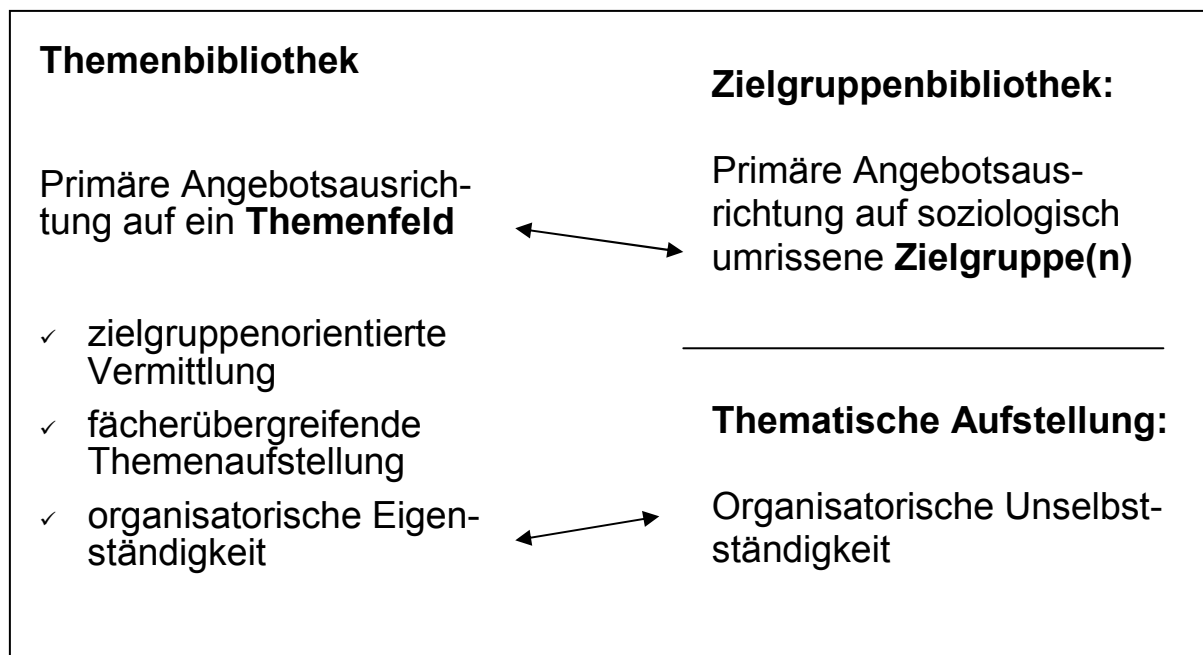 Themenbibliothek
Primäre Angebotsausrich-
tung auf ein Themenfeld
✓ zielgruppenorientierte
Vermittlung
✓ fächerübergreifende
Themenaufstellung
✓ organisatorische Eigen-
ständigkeit
Zielgruppenbibliothek:
Primäre Angebotsaus-
richtung auf soziologisch
umrissene Zielgruppe(n)
Thematische Aufstellung:
Organisatorische Unselbst-
ständigkeit